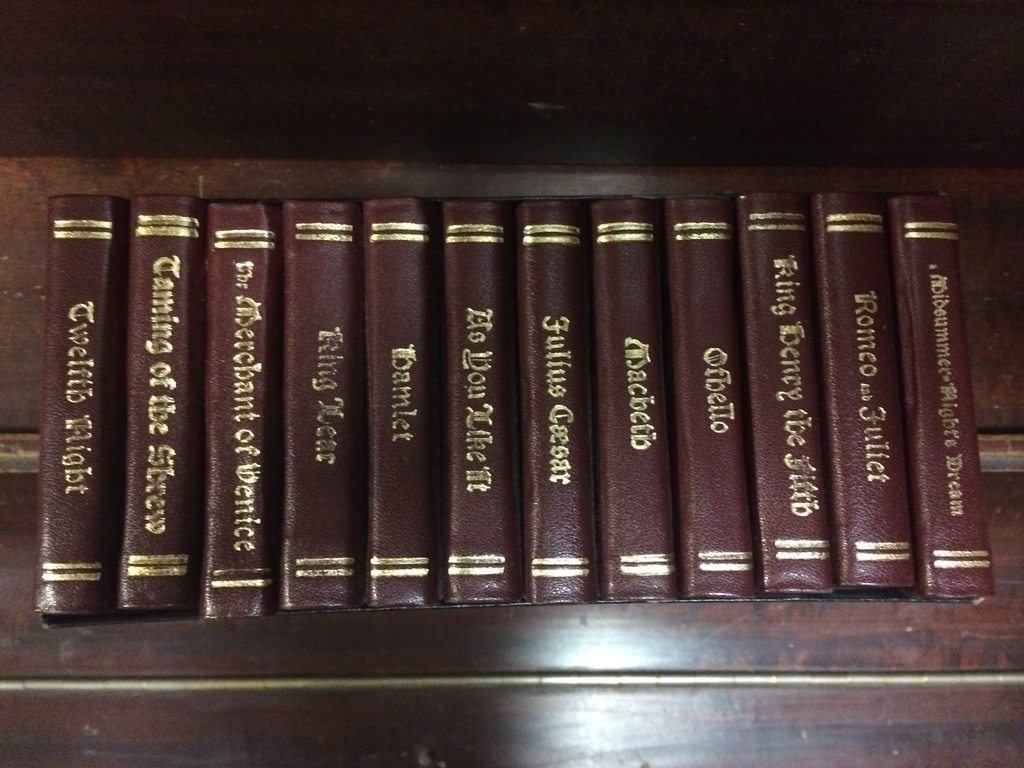 Twelfth Night
Taming of the Shrew
The Merchant of Venice
King Lear
Hamlet
As You Like It
Julius Cæsar
Macbeth
Othello
King Henry the Fifth
Romeo and Juliet
A Midsummer-Night's Dream